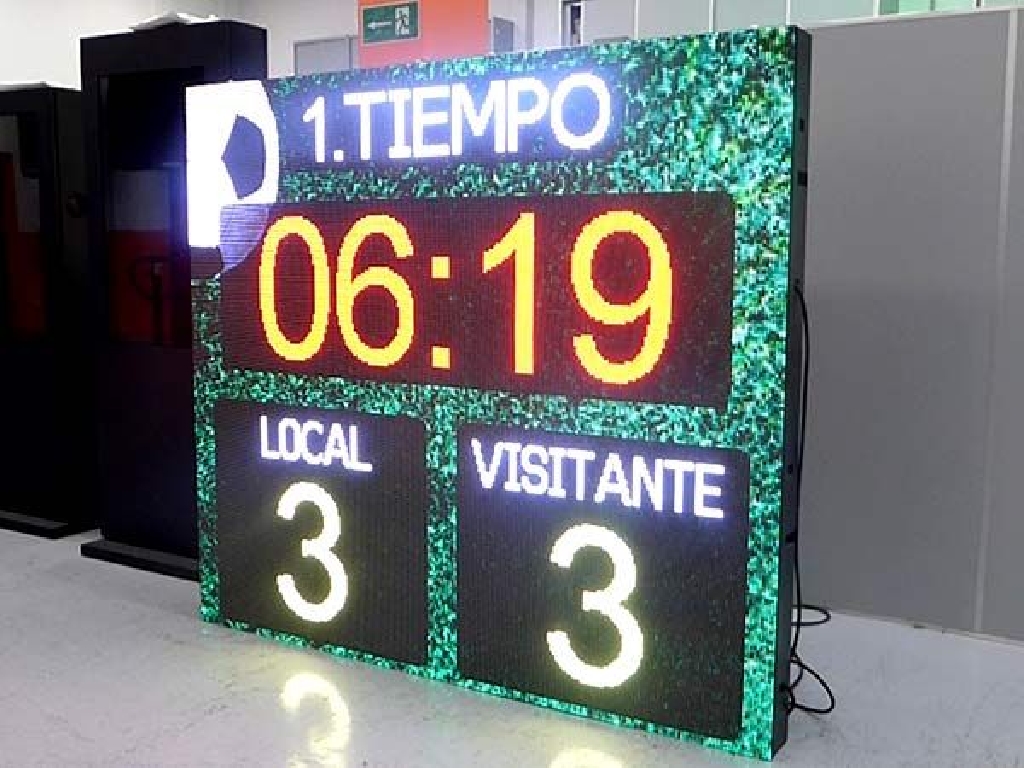 1.TIEMPO
06:19
LOCAL VISITANTE
3 3